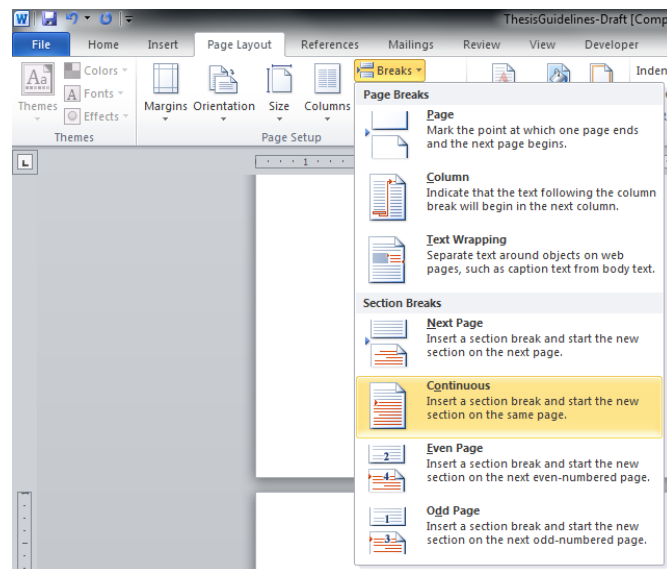 W
ThesisGuidelines-Draft [Comp
File Home Insert Page Layout References Mailings Review View Developer
Aa
Themes
Colors
A Fonts
Effects
Margins
Orientation
Size
Columns
Breaks
Inden
Themes
Page Setup
L
1
Page Breaks
Page
Mark the point at which one page ends
and the next page begins.
Column
Indicate that the text following the column
break will begin in the next column.
Text Wrapping
Separate text around objects on web
pages, such as caption text from body text.
Section Breaks
Next Page
Insert a section break and start the new
section on the next page.
Continuous
Insert a section break and start the new
section on the same page.
2
4
Even Page
Insert a section break and start the new
section on the next even-numbered page.
1
3
Odd Page
Insert a section break and start the new
section on the next odd-numbered page.